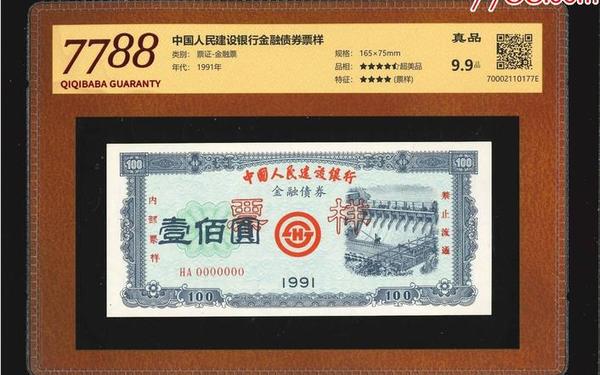 7788.com
7788
QIQIBABA GUARANTY
中国人民建设银行金融债券票样
类别: 票证-金融票
年代: 1991年
规格: 165×75mm
品相: ★★★★⯨超美品
特征: ★★★★ (票样)
真品
9.9品
70002110177E
100
100
中国人民建设银行
金融债券
内部票样
壹佰圆
票样
禁止流通
HA 0000000
1991
100
100